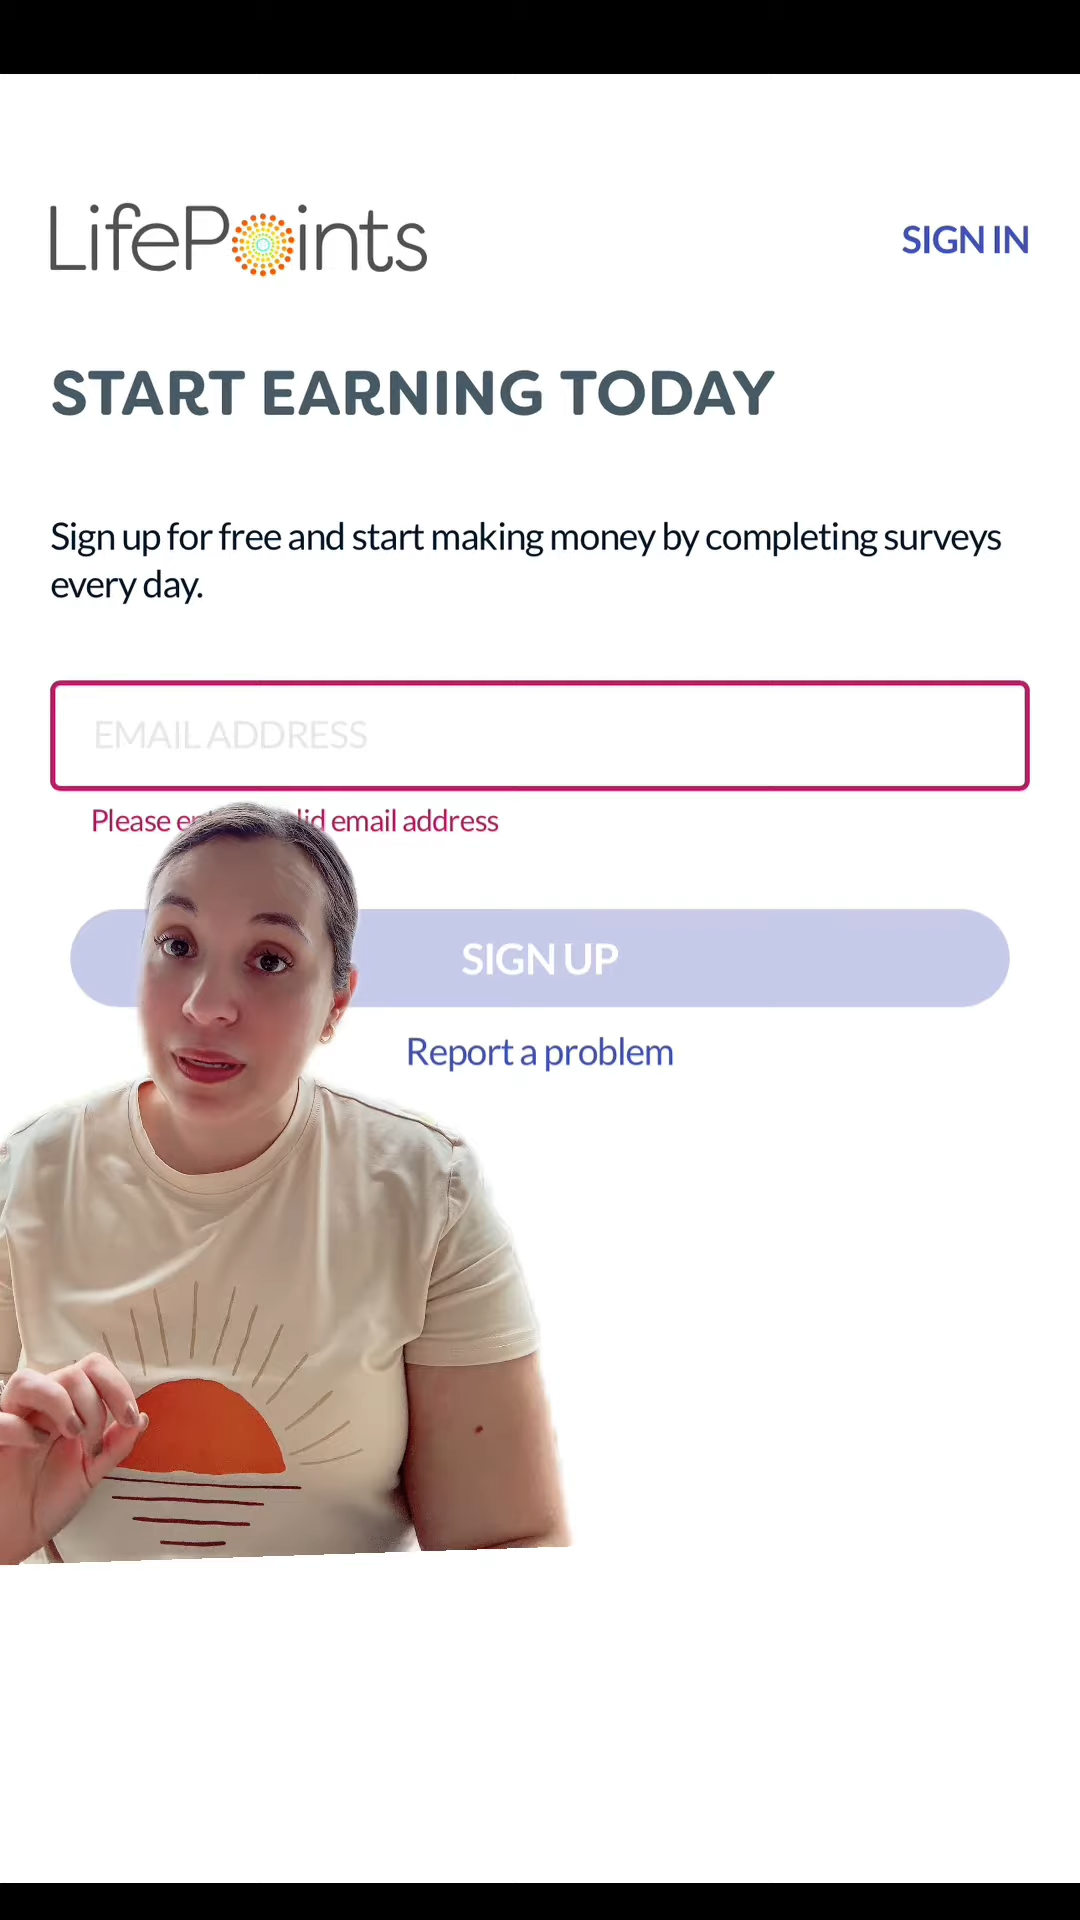 LifePoints
SIGN IN
START EARNING TODAY
Sign up for free and start making money by completing surveys
every day.
EMAIL ADDRESS
Please lid email address
SIGN UP
Report a problem